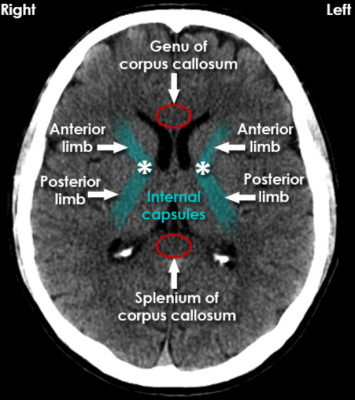 Right
Left
Genu of
corpus callosum
Anterior
limb
Anterior
limb
*
*
Posterior
limb
Internal
capsules
Posterior
limb
Splenium of
corpus callosum